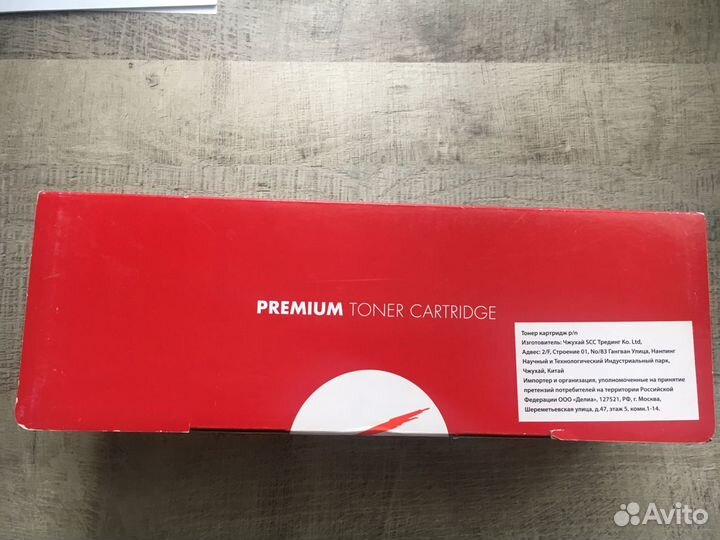 PREMIUM TONER CARTRIDGE
Тонер картридж p/n
Изготовитель: Чжухай SCC Трединг Ко. Ltd,
Адвес: 2/F, Строение 01, No/B3 Гангван Улица, Нанпинг
Научный и Технологический Индустриальный парк,
Чжухай, Китай
Импортер и организация, уполномоченные на принятие
претензий потребителей на территории Российской
Федерации ООО «Делиа», 127521, РФ, г. Москва,
Шереметьевская улица, д.47, этаж 5, комн.1-14.
Avito